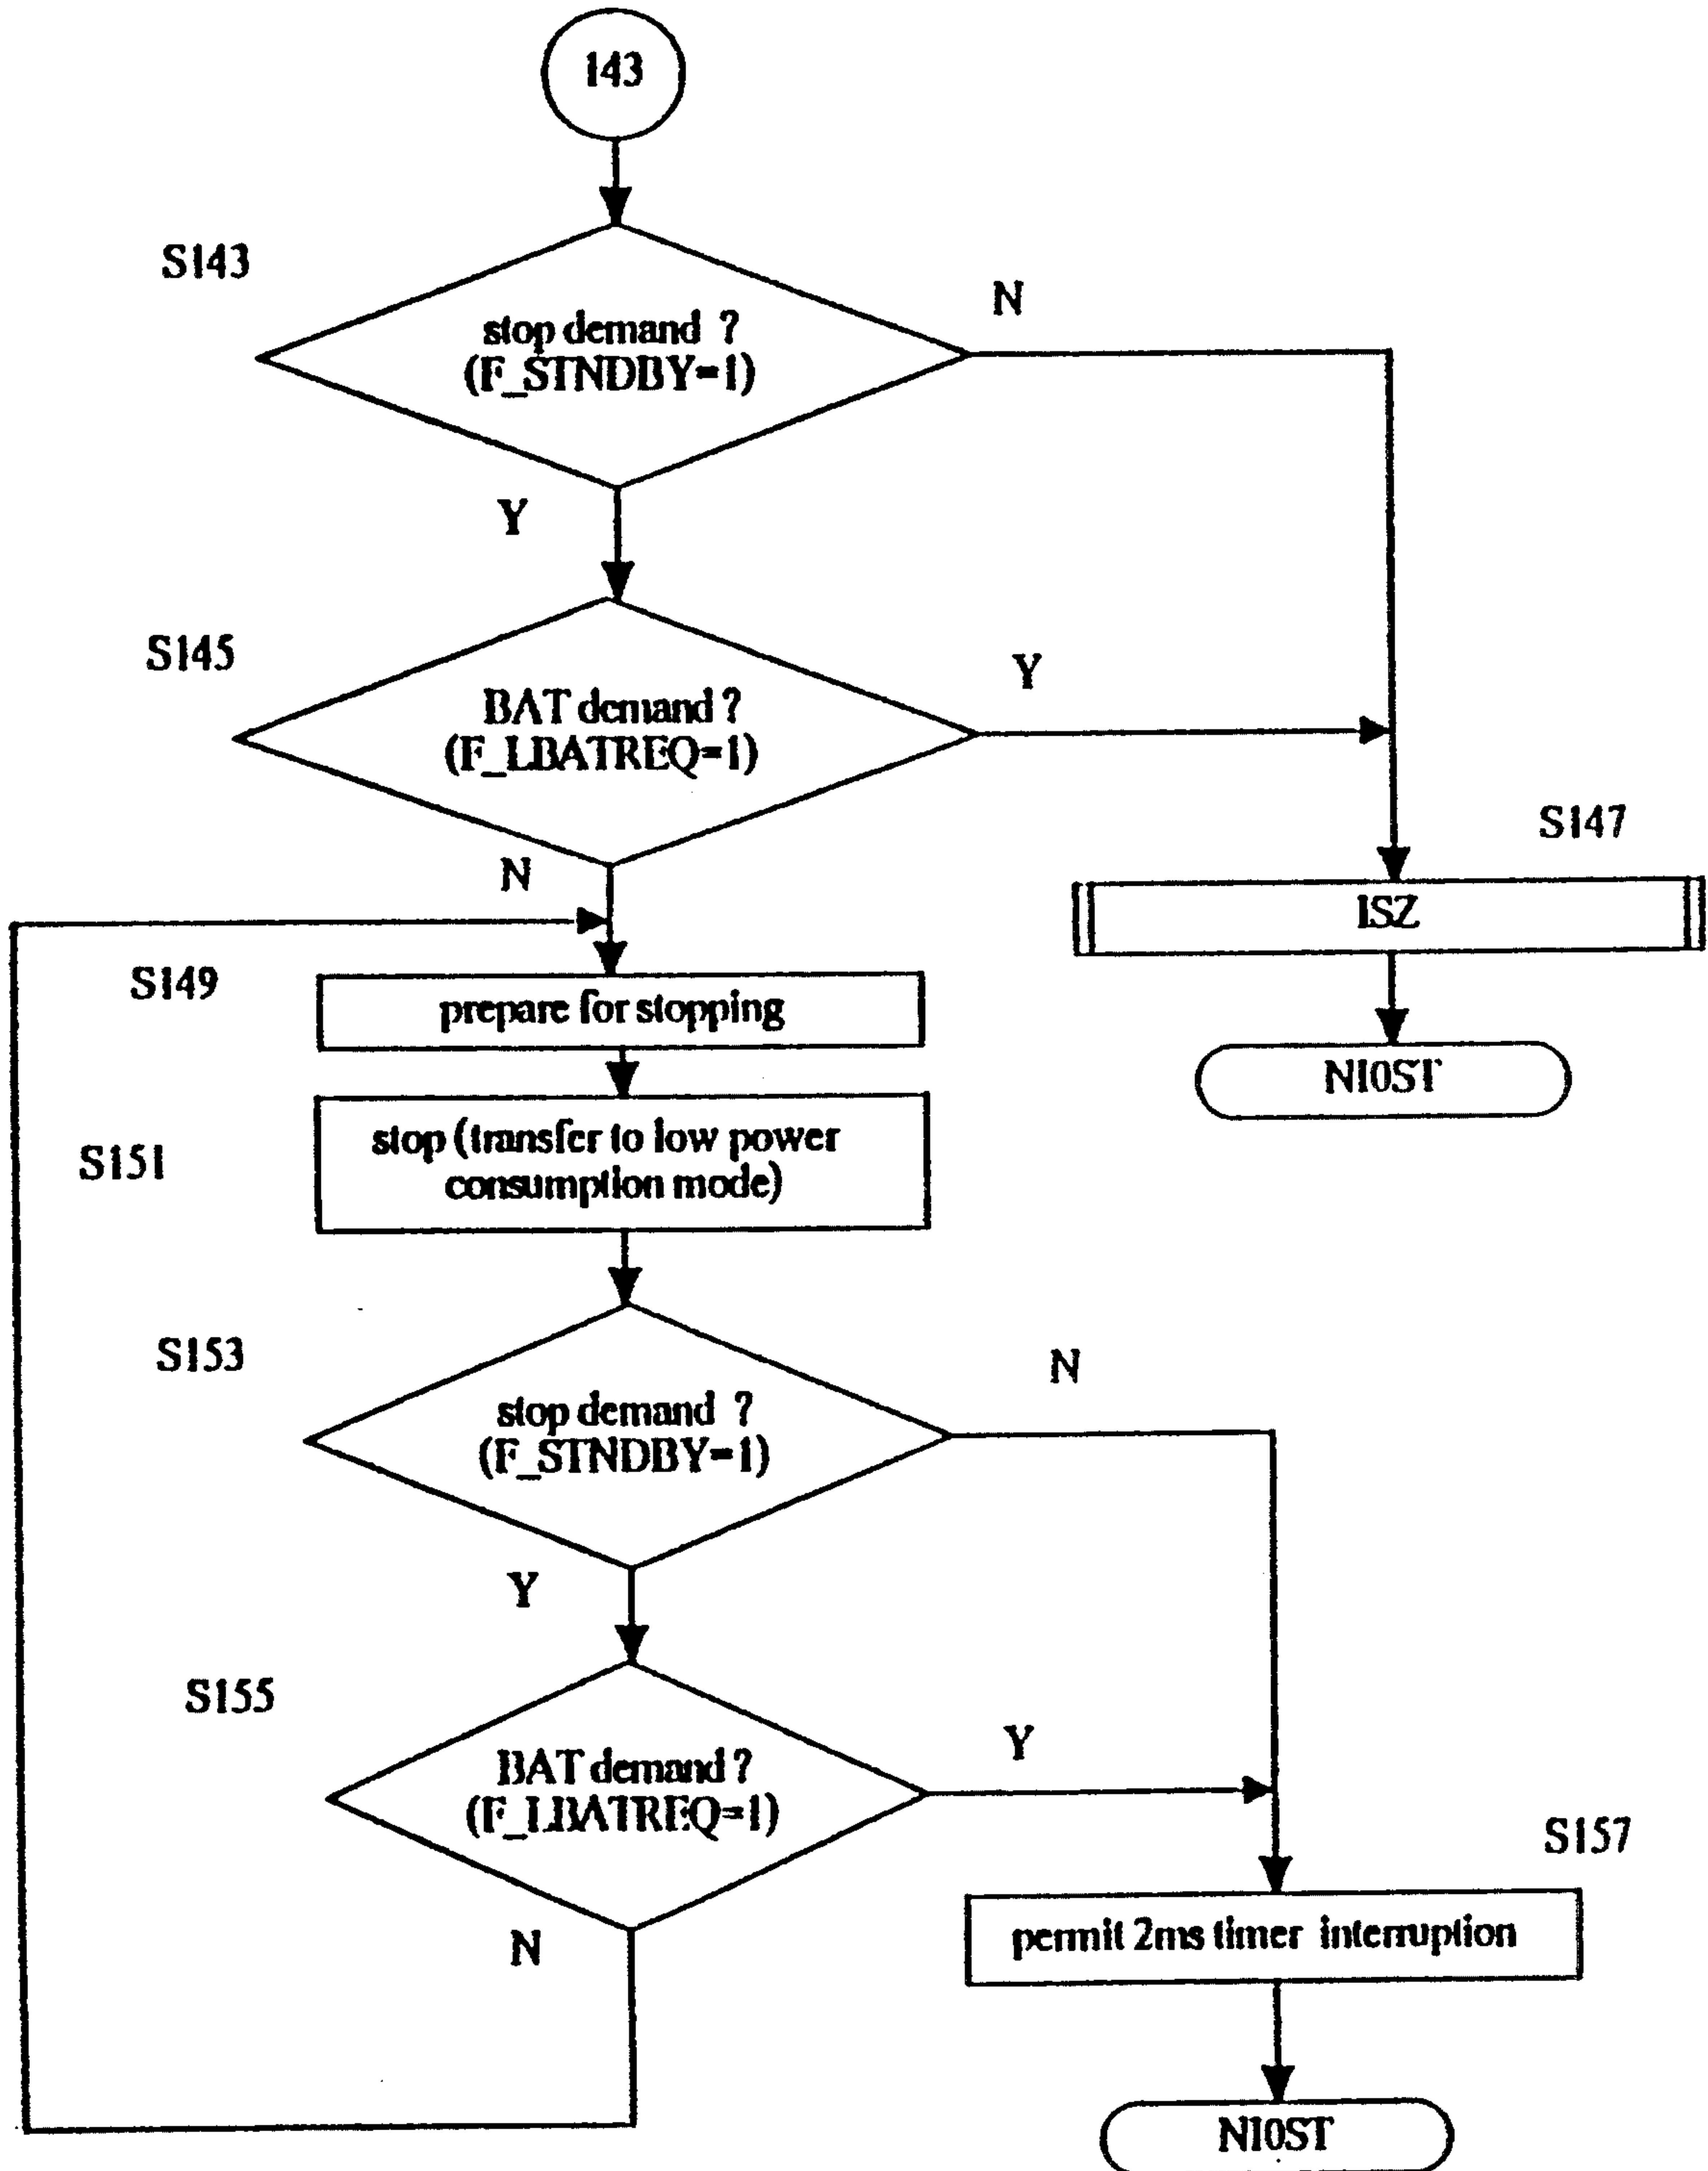 143
S143
stop demand ?
(F_STNDBY=1)
N
Y
S145
BAT demand ?
(F_LBATREQ=1)
Y
N
S147
ISZ
NI0ST
S149
prepare for stopping
S151
stop (transfer to low power
consumption mode)
S153
stop demand ?
(F_STNDBY=1)
N
Y
S155
BAT demand ?
(F_LBATREQ=1)
Y
N
S157
permit 2ms timer interruption
NI0ST